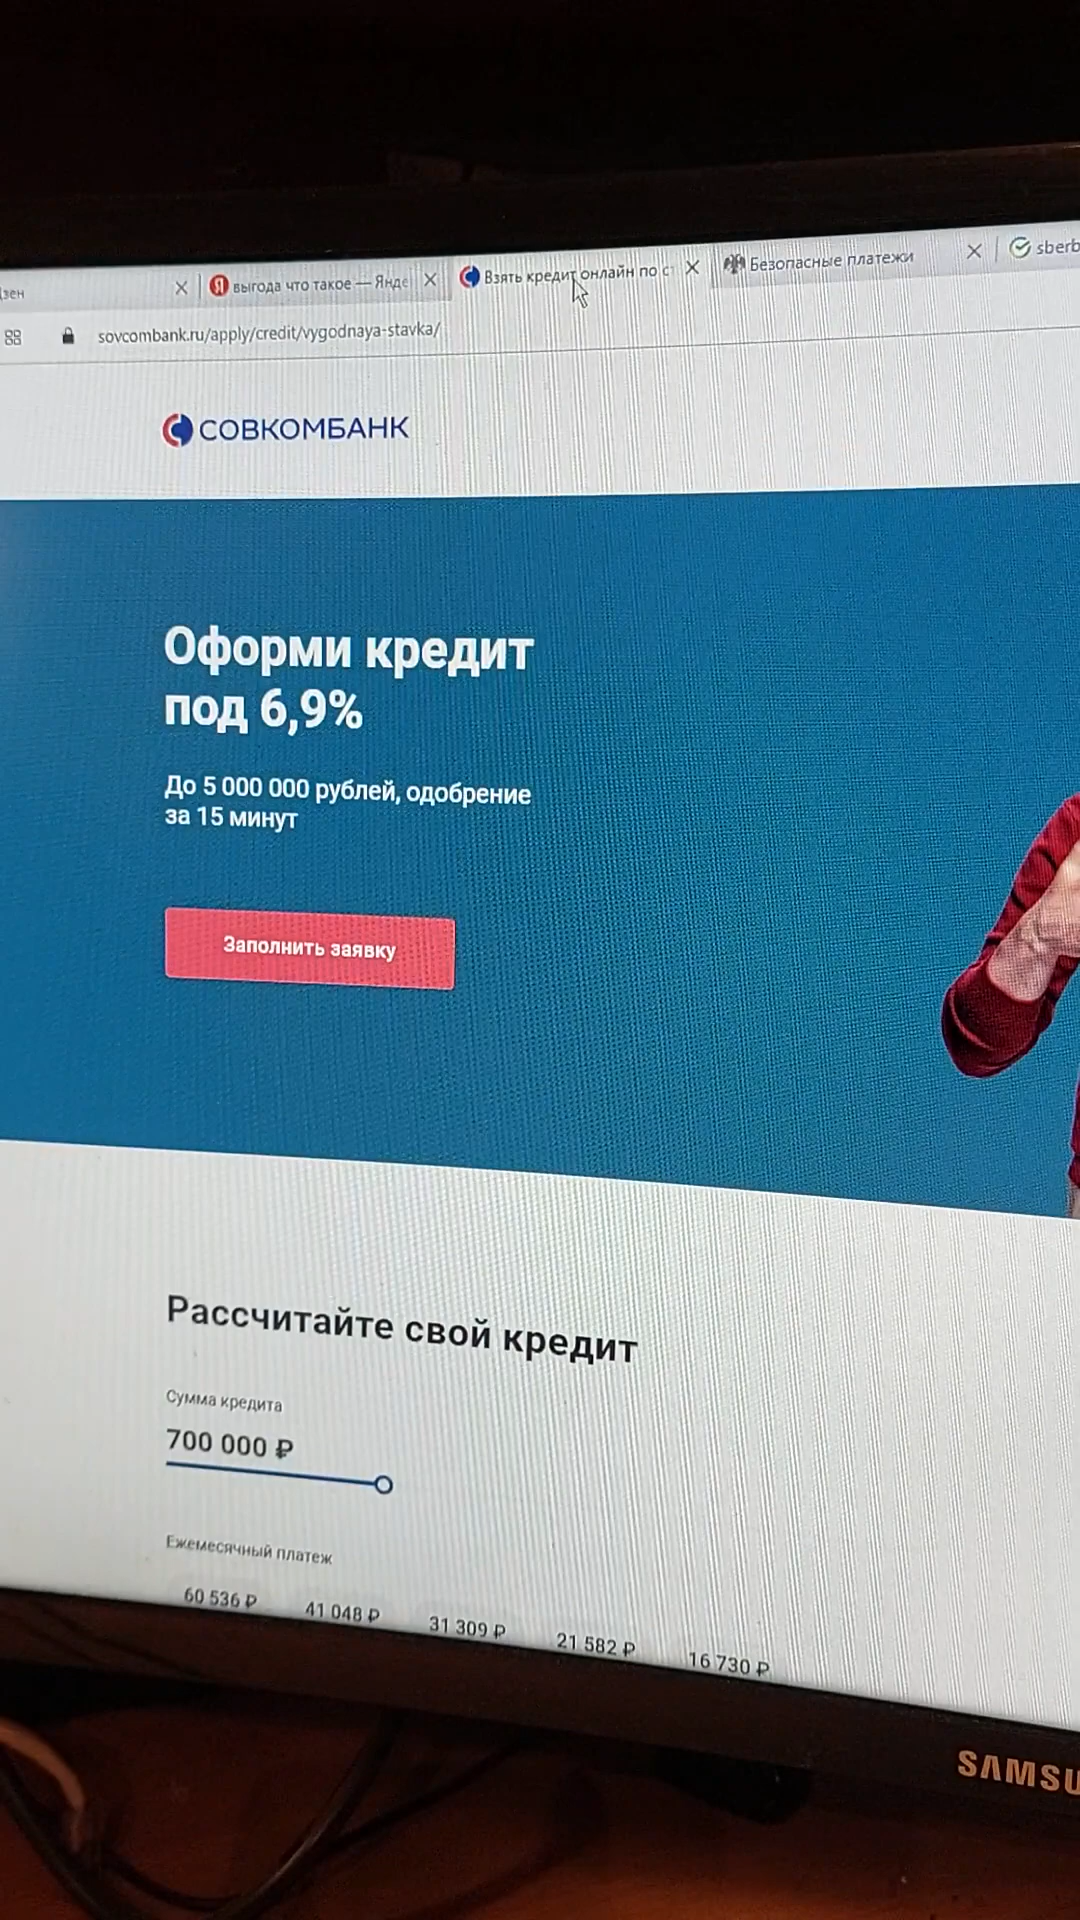 Дзен
Я выгода что такое — Янде
Взять кредит онлайн по с
Безопасные платежи
sberb
sovcombank.ru/apply/credit/vygodnaya-stavka/
СОВКОМБАНК
Оформи кредит
под 6,9%
До 5 000 000 рублей, одобрение
за 15 минут
Заполнить заявку
Рассчитайте свой кредит
Сумма кредита
700 000 ₽
Ежемесячный платеж
60 536 ₽ 41 048 ₽ 31 309 ₽ 21 582 ₽ 16 730 ₽
SAMSU